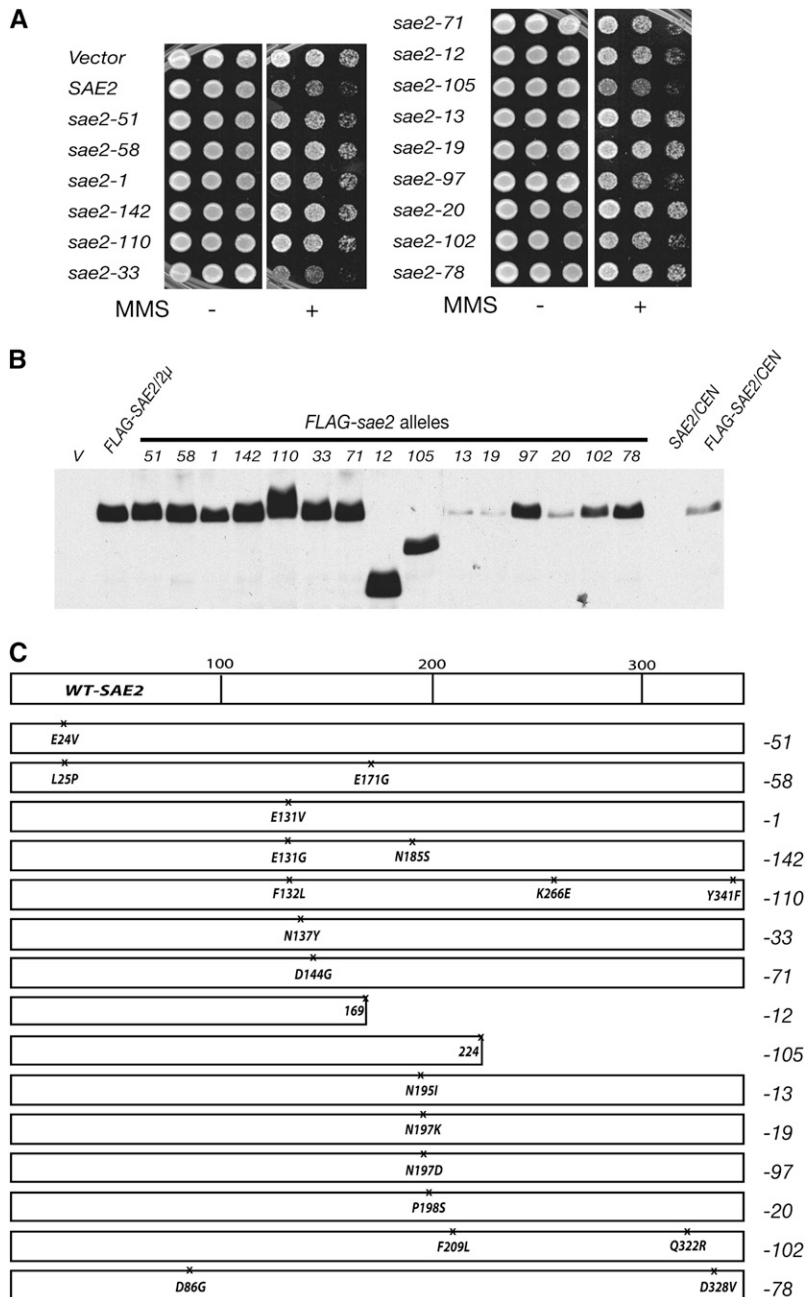 A
Vector
SAE2
sae2-51
sae2-58
sae2-1
sae2-142
sae2-110
sae2-33
MMS - +
sae2-71
sae2-12
sae2-105
sae2-13
sae2-19
sae2-97
sae2-20
sae2-102
sae2-78
MMS - +
B
FLAG-sae2 alleles
V FLAG-SAE2/2µ 51 58 1 142 110 33 71 12 105 13 19 97 20 102 78 SAE2/CEN FLAG-SAE2/CEN
C
100 200 300
WT-SAE2
x
E24V -51
x x
L25P E171G -58
x
E131V -1
x x
E131G N185S -142
x x x
F132L K266E Y341F -110
x
N137Y -33
x
D144G -71
x
169 -12
x
224 -105
x
N195I -13
x
N197K -19
x
N197D -97
x
P198S -20
x x
F209L Q322R -102
x x
D86G D328V -78